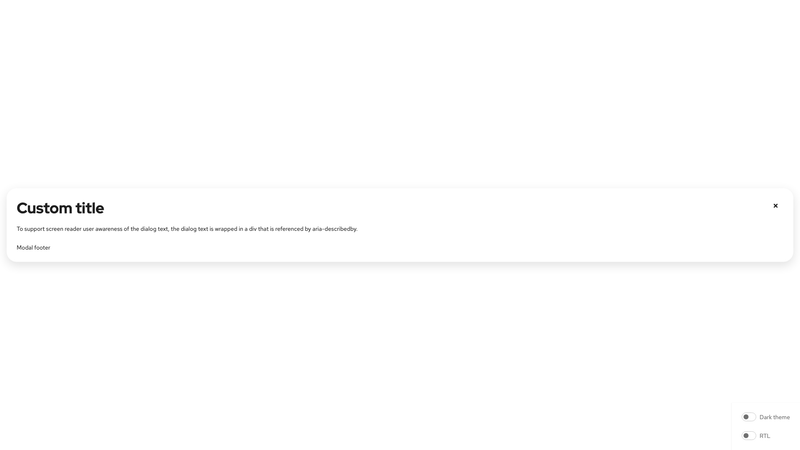 Custom title
To support screen reader user awareness of the dialog text, the dialog text is wrapped in a div that is referenced by aria-describedby.
Modal footer
Dark theme
RTL